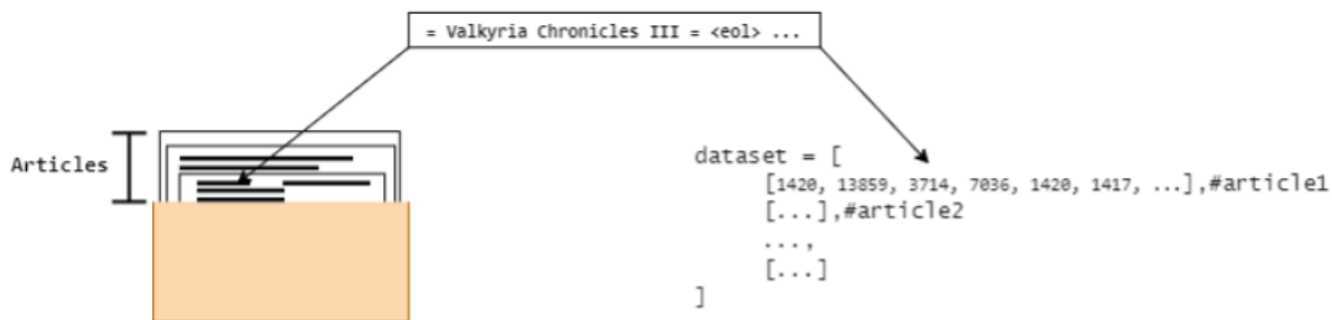 = Valkyria Chronicles III = <eol> ...
Articles
dataset = [
[1420, 13859, 3714, 7036, 1420, 1417, ...],#article1
[...],#article2
...,
[...]
]